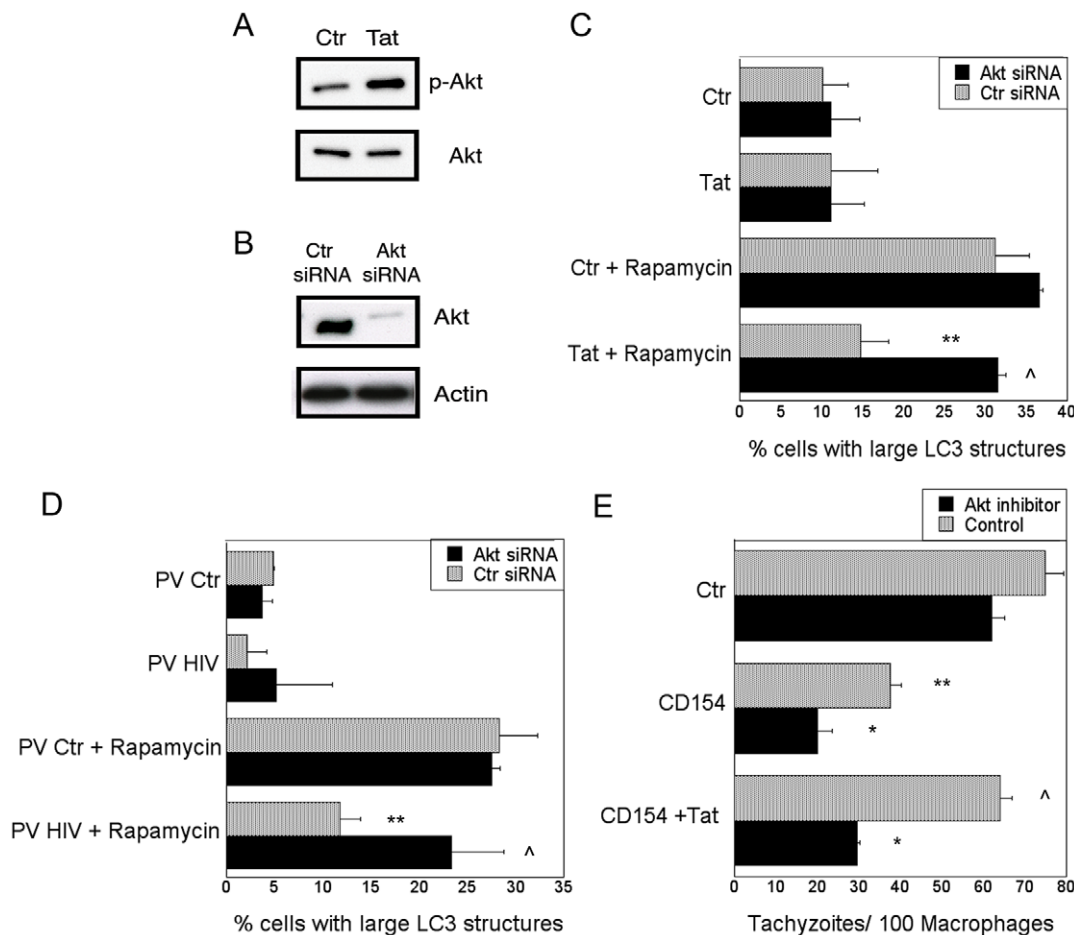 A
Ctr Tat
p-Akt
Akt
B
Ctr siRNA
Akt siRNA
Akt
Actin
C
Akt siRNA
Ctr siRNA
Ctr
Tat
Ctr + Rapamycin
Tat + Rapamycin
**
^
0 5 10 15 20 25 30 35 40
% cells with large LC3 structures
D
Akt siRNA
Ctr siRNA
PV Ctr
PV HIV
PV Ctr + Rapamycin
PV HIV + Rapamycin
**
^
0 5 10 15 20 25 30 35
% cells with large LC3 structures
E
Akt inhibitor
Control
Ctr
CD154
**
*
CD154 +Tat
^
*
0 10 20 30 40 50 60 70 80
Tachyzoites/ 100 Macrophages